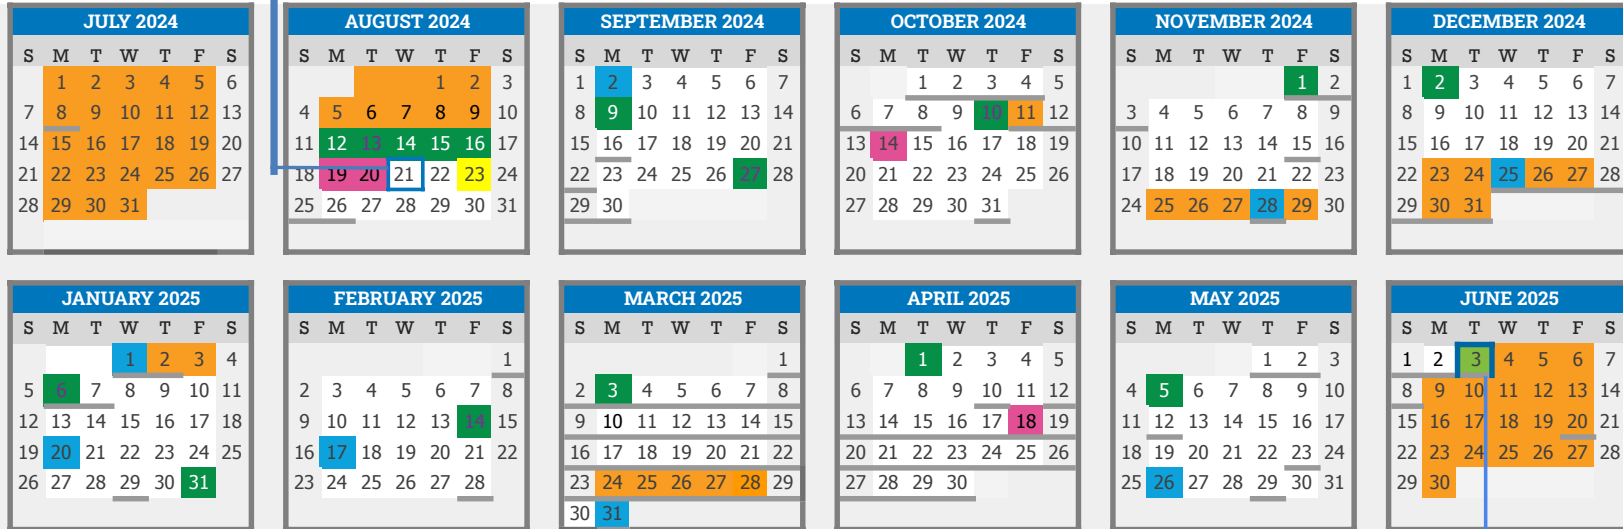 JULY 2024
S M T W T F S
1 2 3 4 5 6
7 8 9 10 11 12 13
14 15 16 17 18 19 20
21 22 23 24 25 26 27
28 29 30 31
AUGUST 2024
S M T W T F S
1 2 3
4 5 6 7 8 9 10
11 12 13 14 15 16 17
18 19 20 21 22 23 24
25 26 27 28 29 30 31
SEPTEMBER 2024
S M T W T F S
1 2 3 4 5 6 7
8 9 10 11 12 13 14
15 16 17 18 19 20 21
22 23 24 25 26 27 28
29 30
OCTOBER 2024
S M T W T F S
1 2 3 4 5
6 7 8 9 10 11 12
13 14 15 16 17 18 19
20 21 22 23 24 25 26
27 28 29 30 31
NOVEMBER 2024
S M T W T F S
1 2
3 4 5 6 7 8 9
10 11 12 13 14 15 16
17 18 19 20 21 22 23
24 25 26 27 28 29 30
DECEMBER 2024
S M T W T F S
1 2 3 4 5 6 7
8 9 10 11 12 13 14
15 16 17 18 19 20 21
22 23 24 25 26 27 28
29 30 31
JANUARY 2025
S M T W T F S
1 2 3 4
5 6 7 8 9 10 11
12 13 14 15 16 17 18
19 20 21 22 23 24 25
26 27 28 29 30 31
FEBRUARY 2025
S M T W T F S
1
2 3 4 5 6 7 8
9 10 11 12 13 14 15
16 17 18 19 20 21 22
23 24 25 26 27 28
MARCH 2025
S M T W T F S
1
2 3 4 5 6 7 8
9 10 11 12 13 14 15
16 17 18 19 20 21 22
23 24 25 26 27 28 29
30 31
APRIL 2025
S M T W T F S
1 2 3 4 5
6 7 8 9 10 11 12
13 14 15 16 17 18 19
20 21 22 23 24 25 26
27 28 29 30
MAY 2025
S M T W T F S
1 2 3
4 5 6 7 8 9 10
11 12 13 14 15 16 17
18 19 20 21 22 23 24
25 26 27 28 29 30 31
JUNE 2025
S M T W T F S
1 2 3 4 5 6 7
8 9 10 11 12 13 14
15 16 17 18 19 20 21
22 23 24 25 26 27 28
29 30